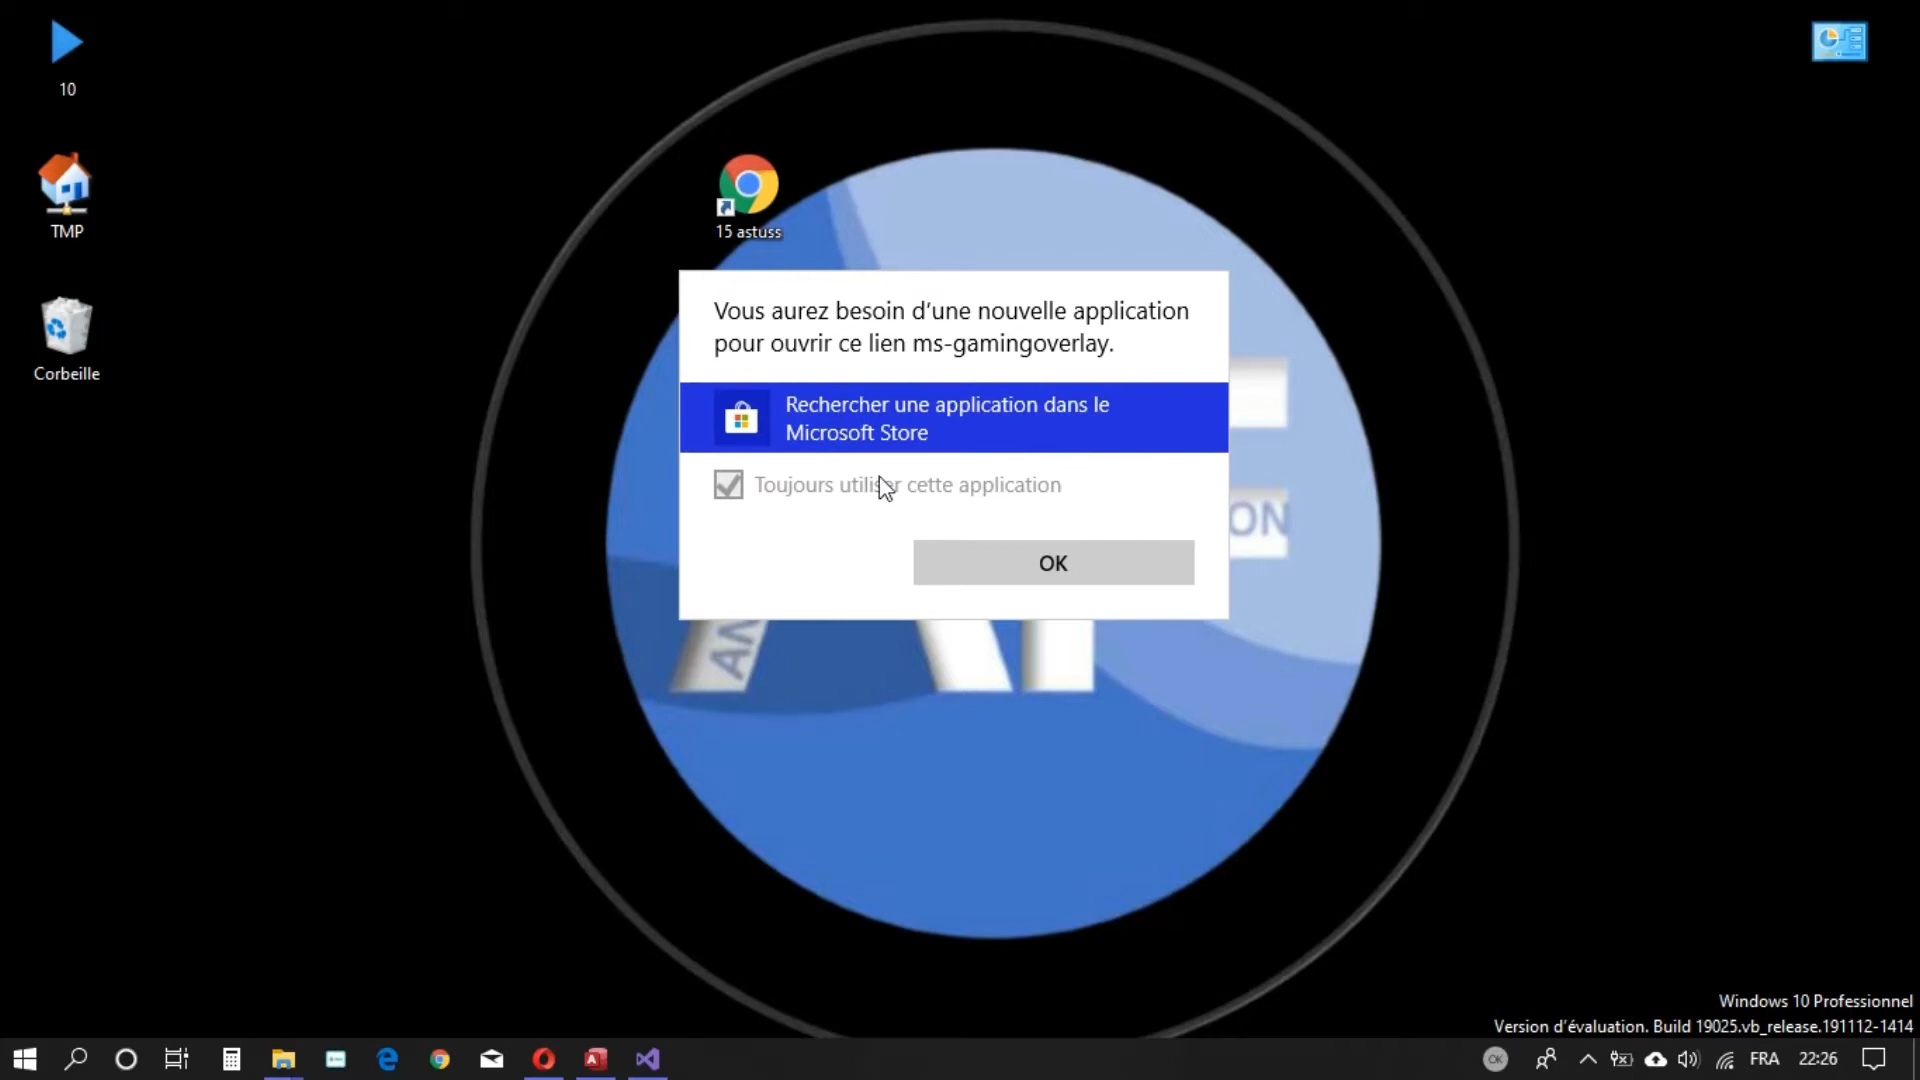 10
TMP
Corbeille
15 astuss
Vous aurez besoin d’une nouvelle application
pour ouvrir ce lien ms-gamingoverlay.
Rechercher une application dans le
Microsoft Store
Toujours utiliser cette application
OK
ON
AN
Windows 10 Professionnel
Version d’évaluation. Build 19025.vb_release.191112-1414
OK
FRA
22:26